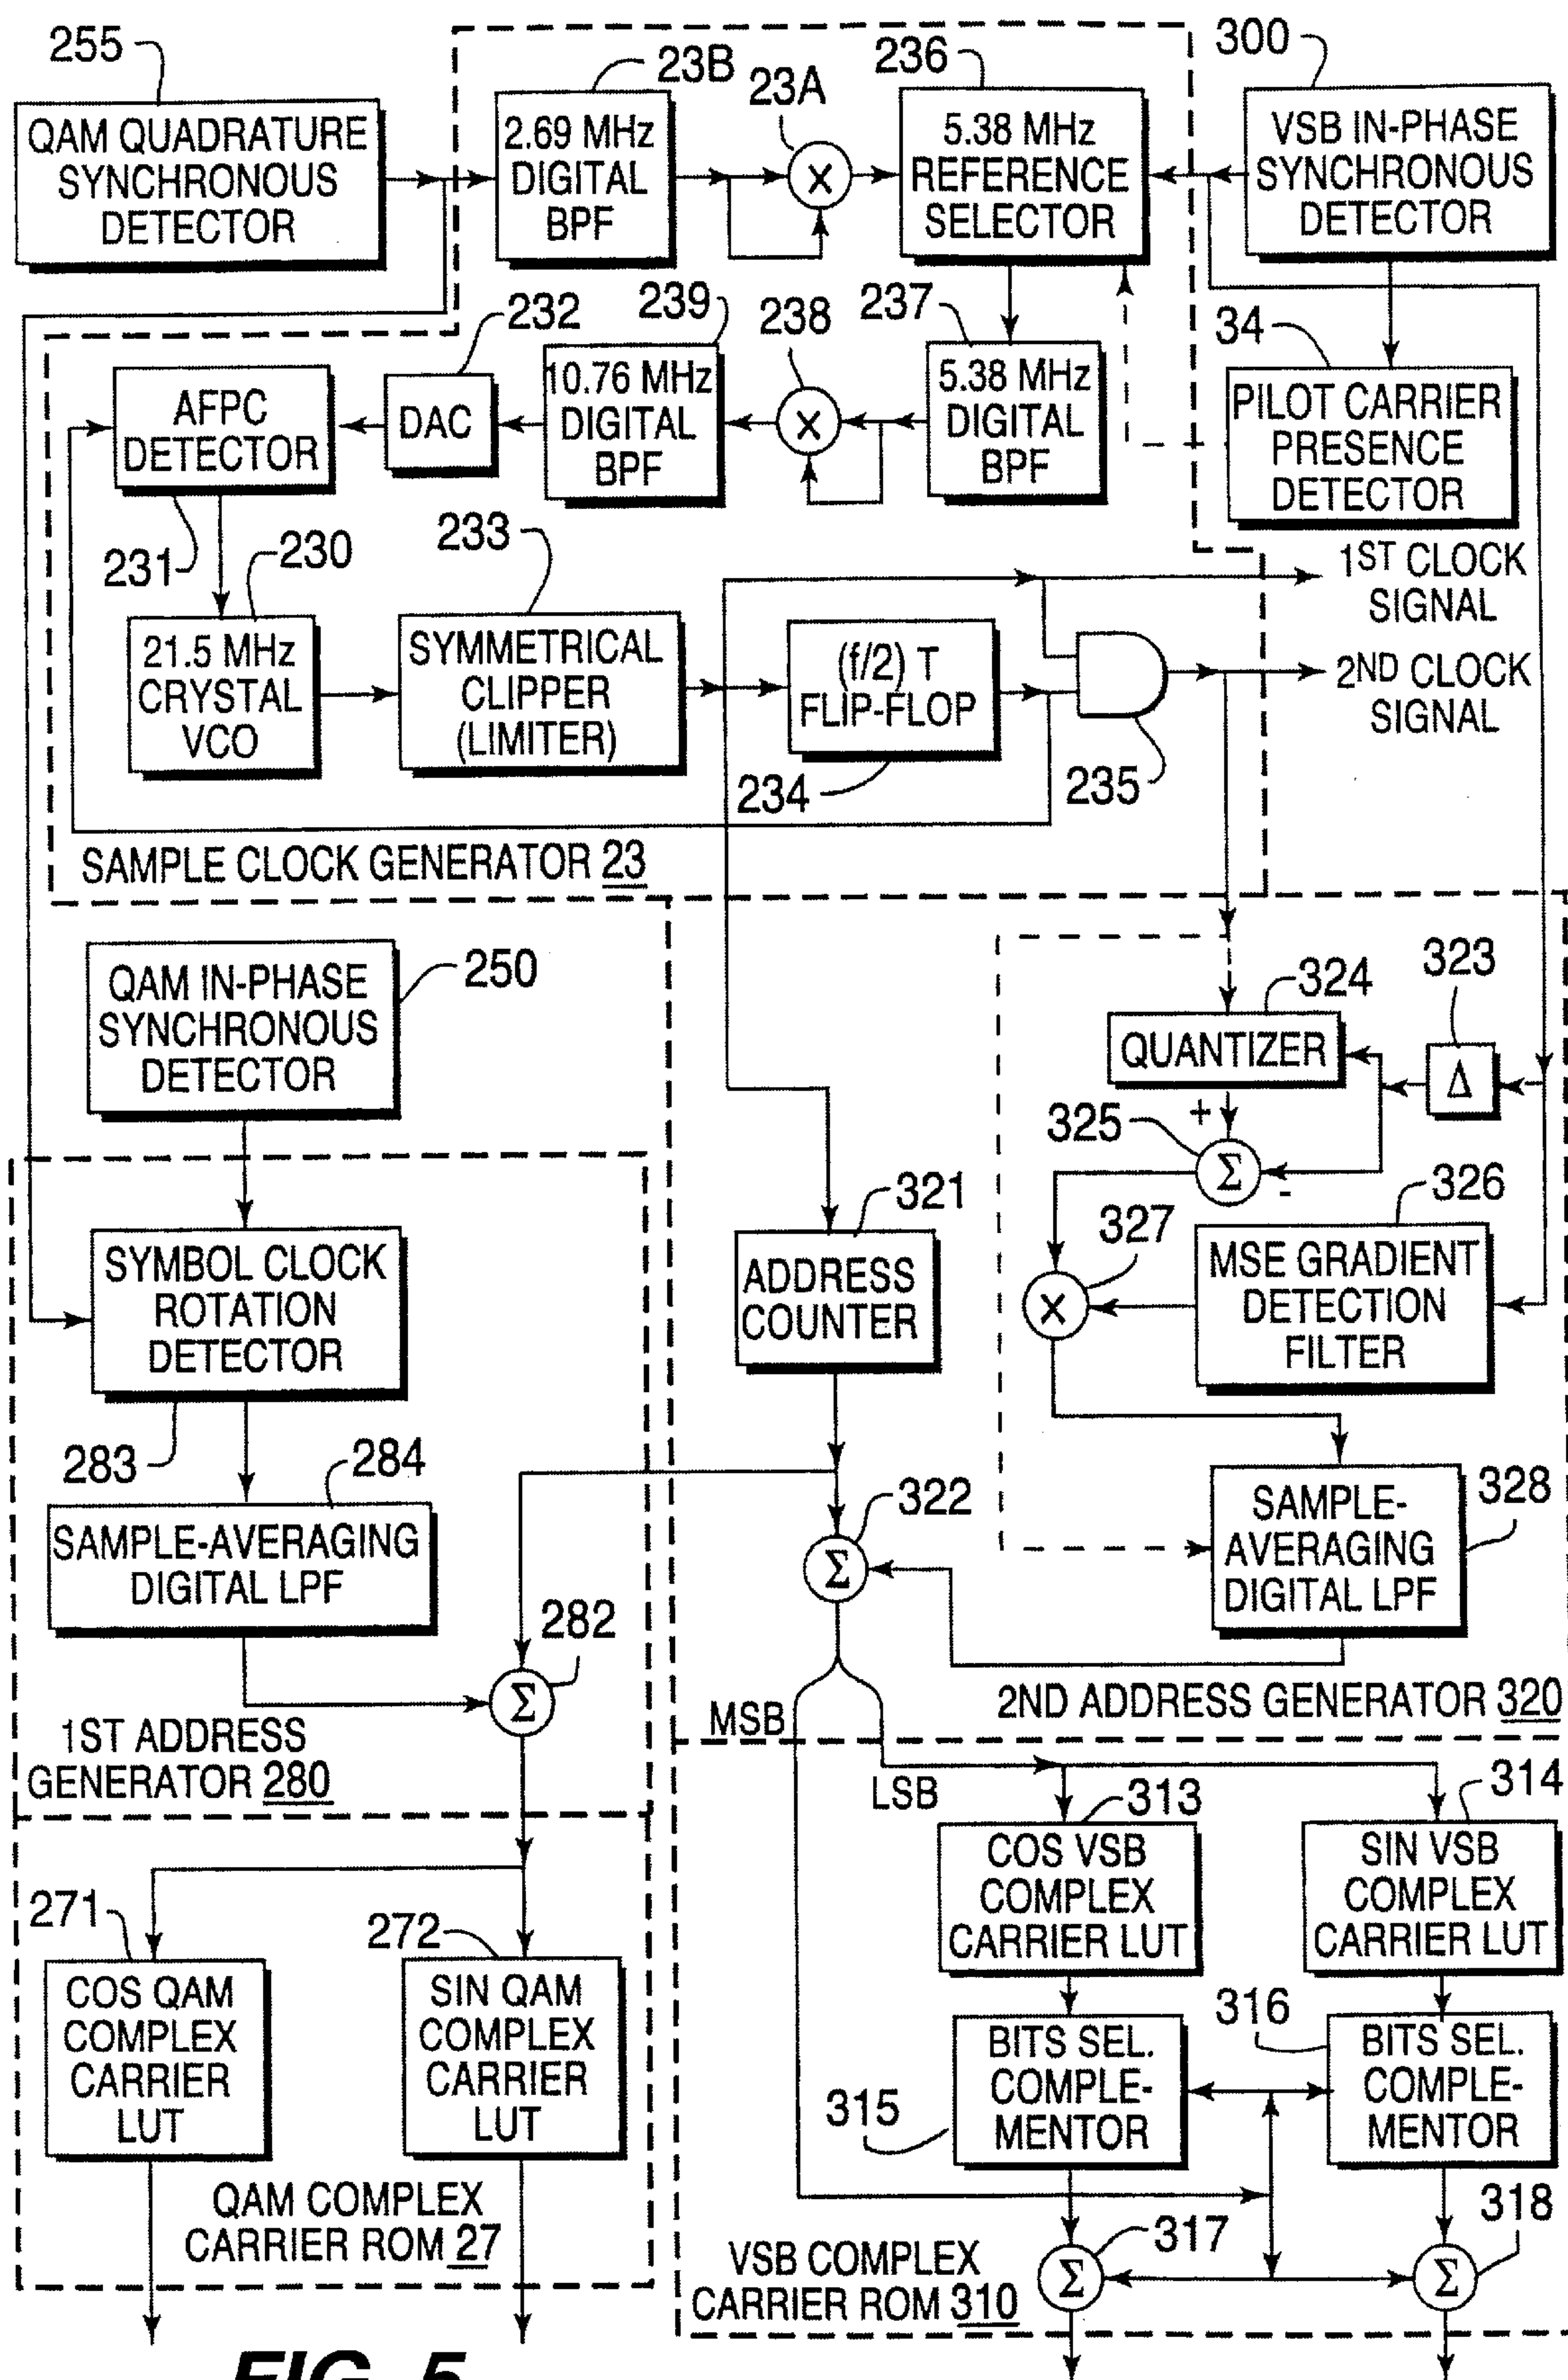 255
23B
23A
236
300
QAM QUADRATURE
SYNCHRONOUS
DETECTOR
2.69 MHz
DIGITAL
BPF
×
5.38 MHz
REFERENCE
SELECTOR
VSB IN-PHASE
SYNCHRONOUS
DETECTOR
232
239
238
237
34
AFPC
DETECTOR
DAC
10.76 MHz
DIGITAL
BPF
×
5.38 MHz
DIGITAL
BPF
PILOT CARRIER
PRESENCE
DETECTOR
231
230
233
1ST CLOCK
SIGNAL
21.5 MHz
CRYSTAL
VCO
SYMMETRICAL
CLIPPER
(LIMITER)
(f/2) T
FLIP-FLOP
2ND CLOCK
SIGNAL
234
235
SAMPLE CLOCK GENERATOR 23
QAM IN-PHASE
SYNCHRONOUS
DETECTOR
250
324
323
QUANTIZER
Δ
325
+
Σ
-
321
327
326
SYMBOL CLOCK
ROTATION
DETECTOR
ADDRESS
COUNTER
×
MSE GRADIENT
DETECTION
FILTER
283
284
322
328
SAMPLE-AVERAGING
DIGITAL LPF
Σ
SAMPLE-
AVERAGING
DIGITAL LPF
282
Σ
1ST ADDRESS
GENERATOR 280
MSB
2ND ADDRESS GENERATOR 320
LSB
313
314
COS VSB
COMPLEX
CARRIER LUT
SIN VSB
COMPLEX
CARRIER LUT
271
272
COS QAM
COMPLEX
CARRIER
LUT
SIN QAM
COMPLEX
CARRIER
LUT
316
BITS SEL.
COMPLE-
MENTOR
BITS SEL.
COMPLE-
MENTOR
315
QAM COMPLEX
CARRIER ROM 27
317
318
VSB COMPLEX
CARRIER ROM 310
Σ
Σ
FIG. 5